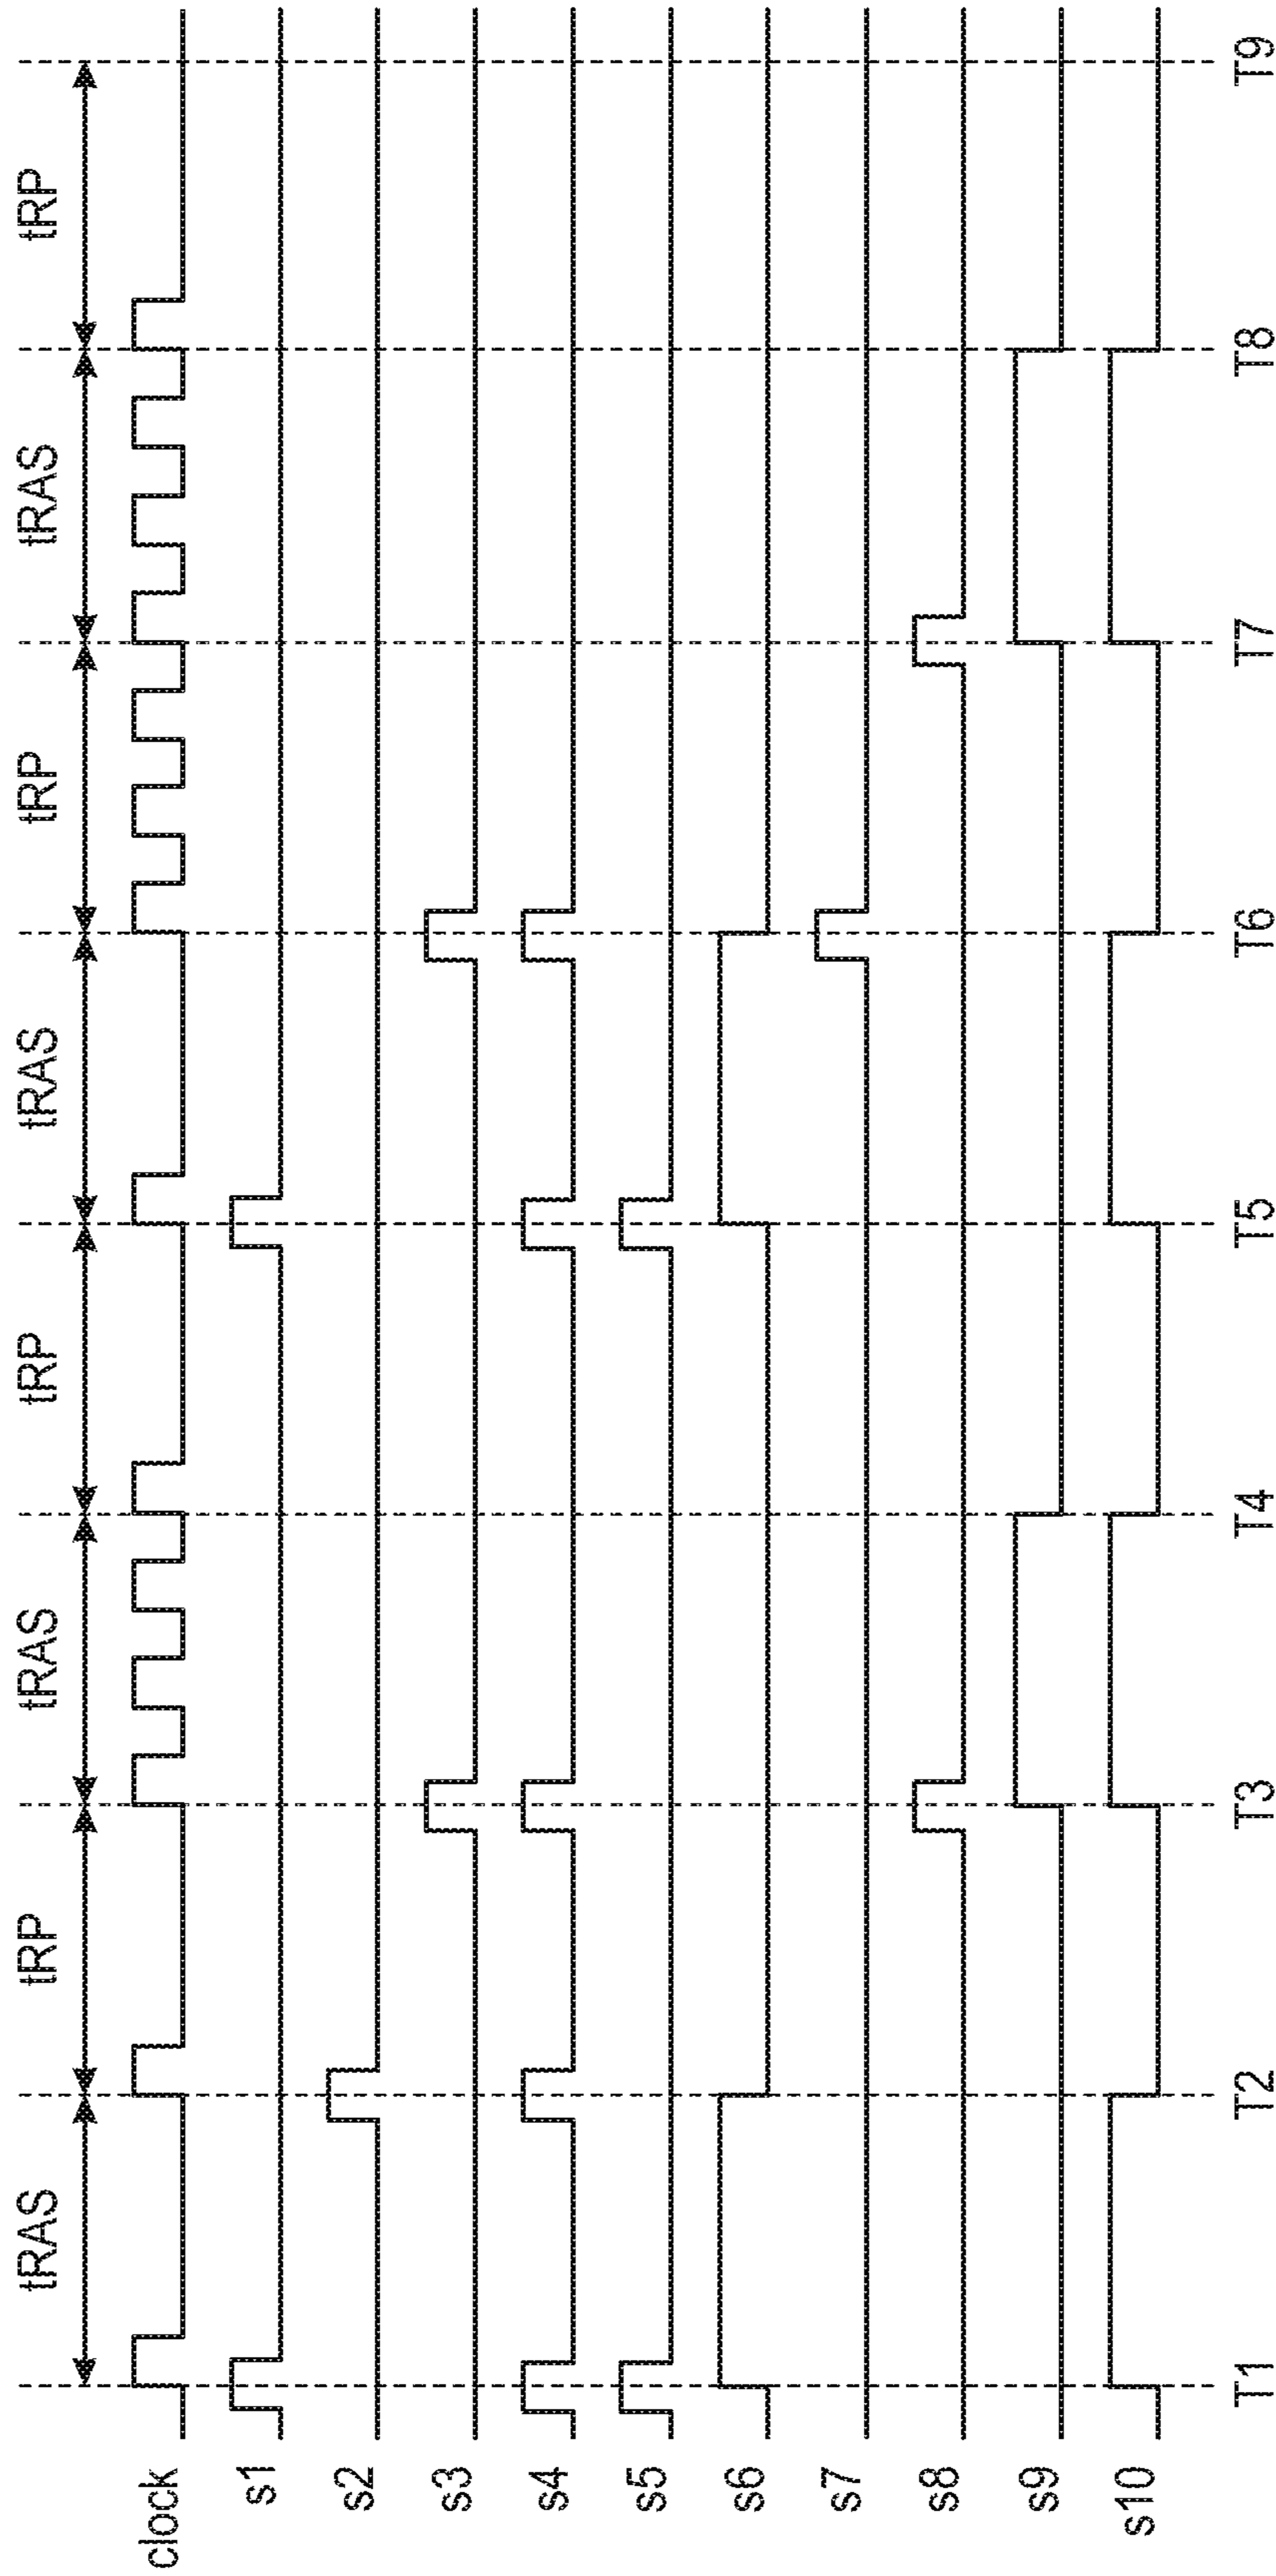 tRAS tRP tRAS tRP tRAS tRP tRAS tRP
clock
s1
s2
s3
s4
s5
s6
s7
s8
s9
s10
T1 T2 T3 T4 T5 T6 T7 T8 T9